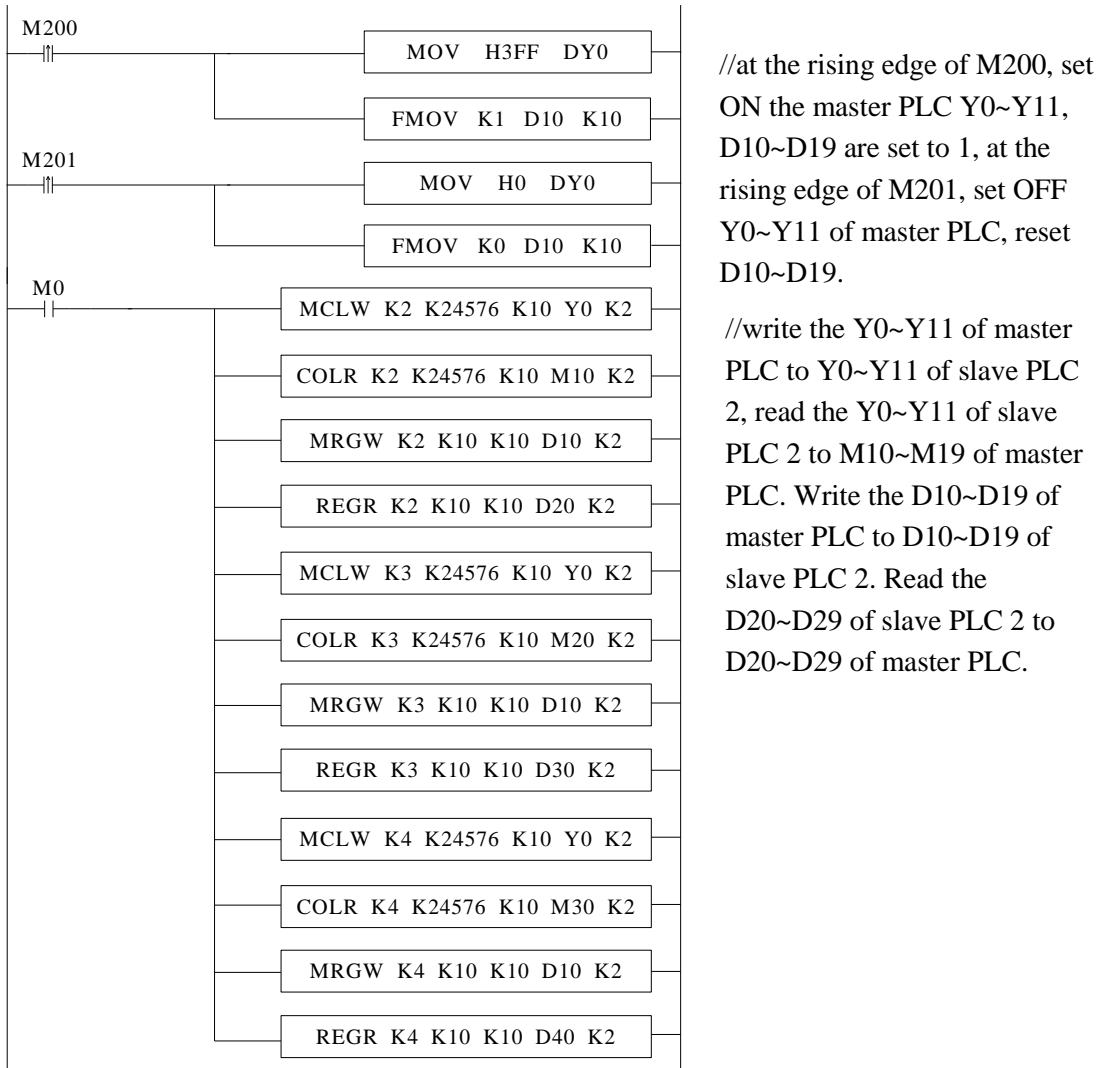 M200
MOV H3FF DY0
FMOV K1 D10 K10
M201
MOV H0 DY0
FMOV K0 D10 K10
M0
MCLW K2 K24576 K10 Y0 K2
COLR K2 K24576 K10 M10 K2
MRGW K2 K10 K10 D10 K2
REGR K2 K10 K10 D20 K2
MCLW K3 K24576 K10 Y0 K2
COLR K3 K24576 K10 M20 K2
MRGW K3 K10 K10 D10 K2
REGR K3 K10 K10 D30 K2
MCLW K4 K24576 K10 Y0 K2
COLR K4 K24576 K10 M30 K2
MRGW K4 K10 K10 D10 K2
REGR K4 K10 K10 D40 K2
//at the rising edge of M200, set
ON the master PLC Y0~Y11,
D10~D19 are set to 1, at the
rising edge of M201, set OFF
Y0~Y11 of master PLC, reset
D10~D19.
//write the Y0~Y11 of master
PLC to Y0~Y11 of slave PLC
2, read the Y0~Y11 of slave
PLC 2 to M10~M19 of master
PLC. Write the D10~D19 of
master PLC to D10~D19 of
slave PLC 2. Read the
D20~D29 of slave PLC 2 to
D20~D29 of master PLC.